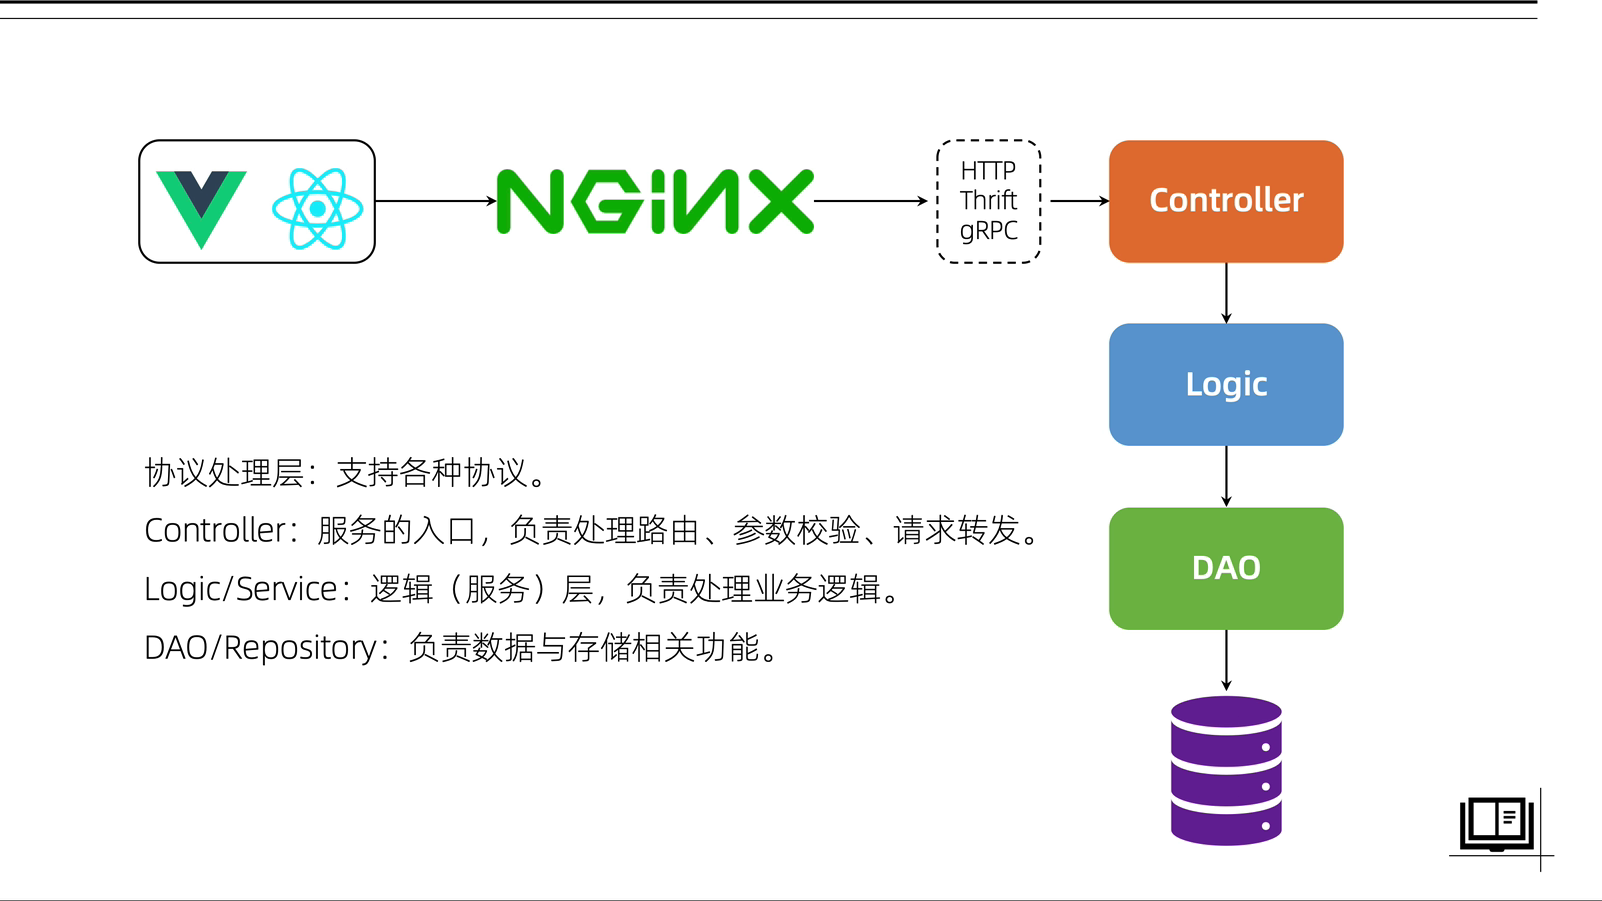 NGINX
HTTP
Thrift
gRPC
Controller
Logic
DAO
协议处理层：支持各种协议。
Controller：服务的入口，负责处理路由、参数校验、请求转发。
Logic/Service：逻辑（服务）层，负责处理业务逻辑。
DAO/Repository：负责数据与存储相关功能。